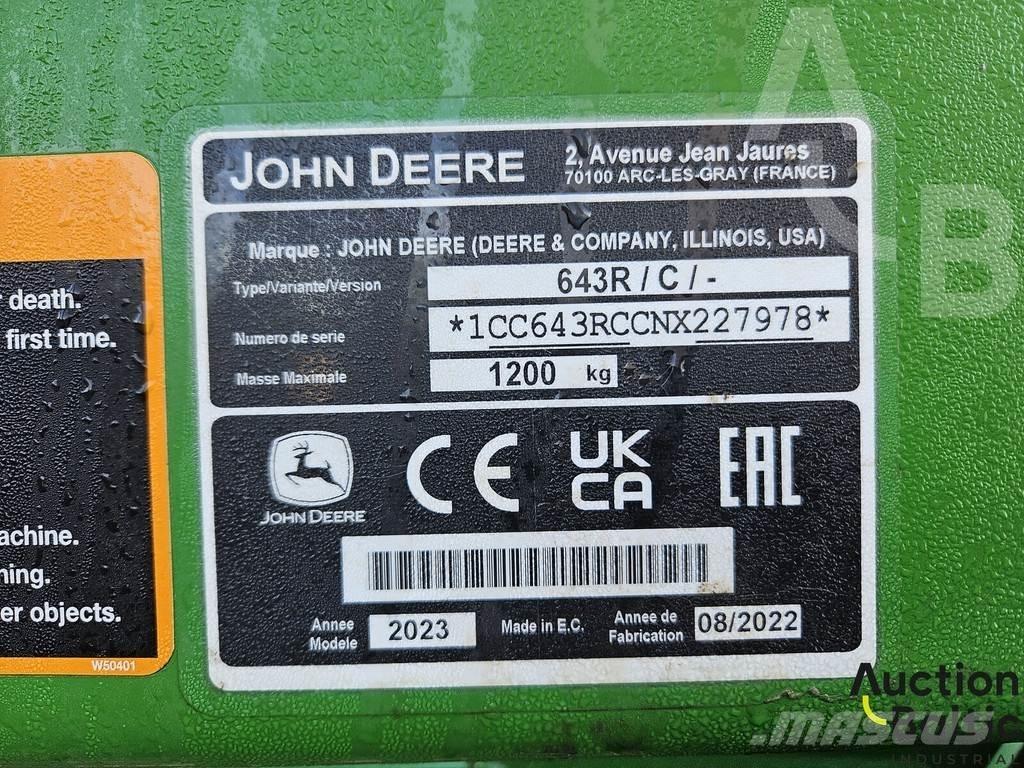 JOHN DEERE
2, Avenue Jean Jaures
70100 ARC-LES-GRAY (FRANCE)
Marque : JOHN DEERE (DEERE & COMPANY, ILLINOIS, USA)
Type/Variante/Version 643R / C / -
Numero de serie *1CC643RCCNX227978*
Masse Maximale 1200 kg
JOHN DEERE
CE
UK
CA
EAC
Annee
Modele 2023
Made in E.C.
Annee de
Fabrication 08/2022
death.
first time.
achine.
ning.
er objects.
W50401
A
B
Auction
Baltic
mascus
INDUSTRIAL